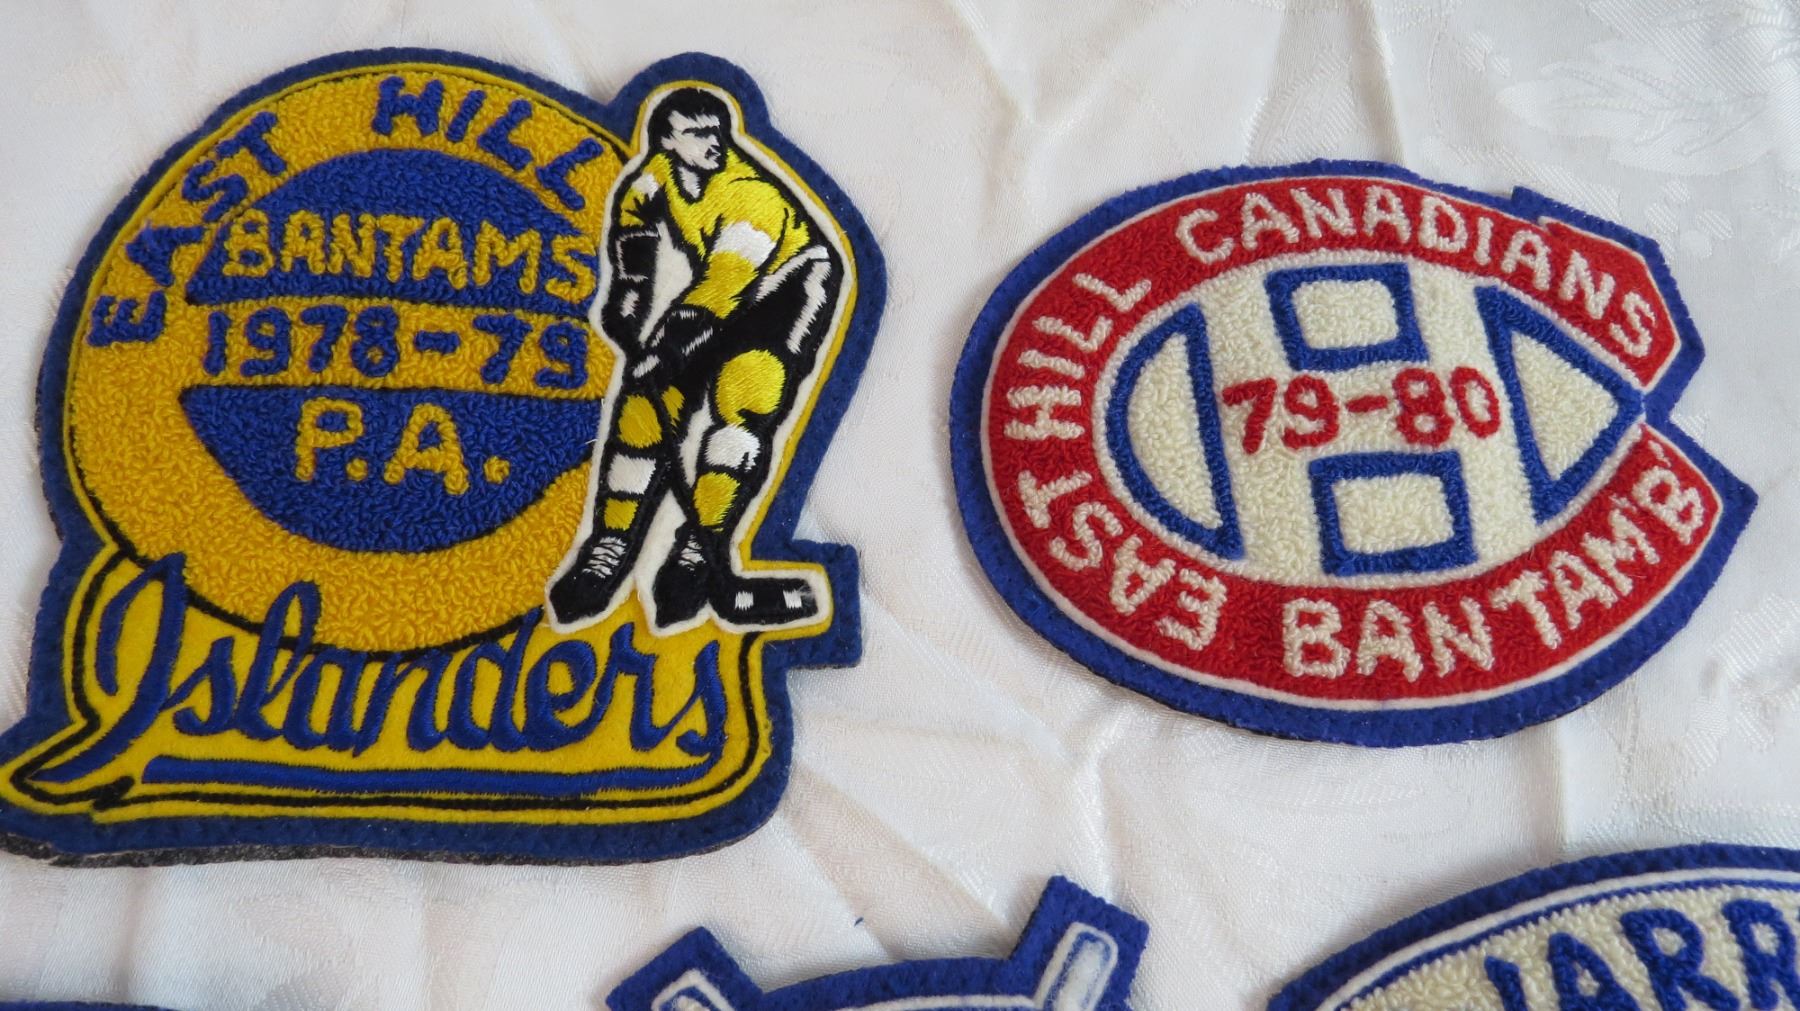 EAST HILL
BANTAMS
1978-79
P.A.
Islanders
EAST HILL CANADIANS
79-80
BANTAM'B'